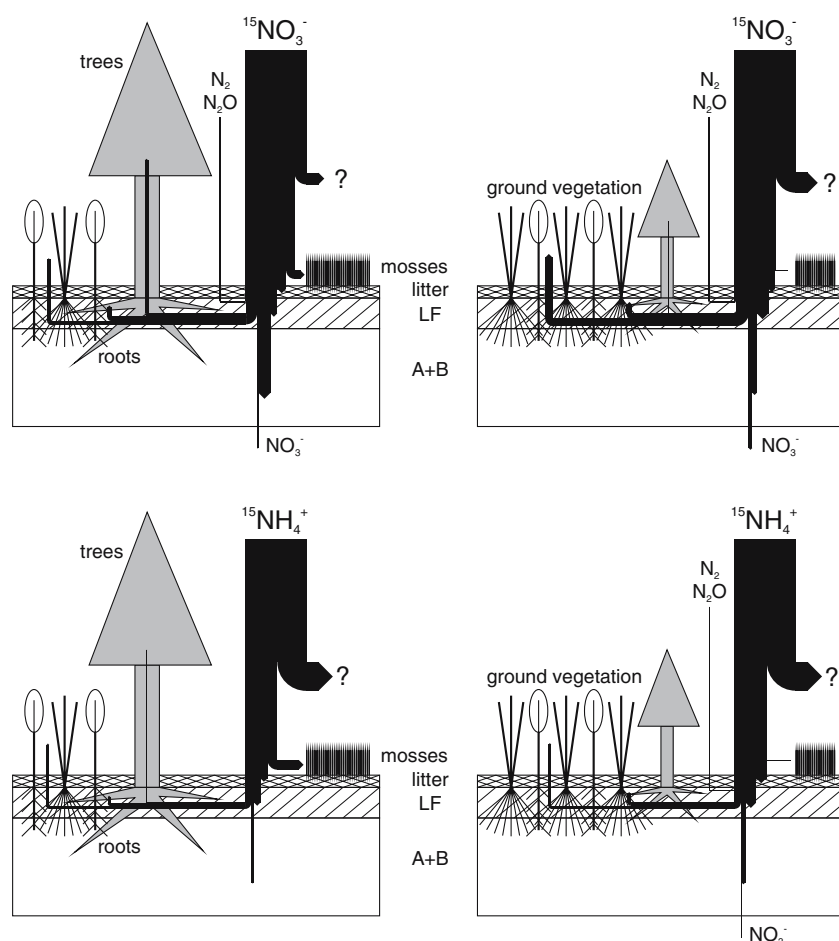 ¹⁵NO₃⁻
trees
N₂
N₂O
?
mosses
litter
LF
roots
A+B
NO₃⁻
¹⁵NO₃⁻
N₂
N₂O
ground vegetation
?
NO₃⁻
¹⁵NH₄⁺
trees
?
mosses
litter
LF
roots
A+B
¹⁵NH₄⁺
N₂
N₂O
ground vegetation
?
NO₃⁻